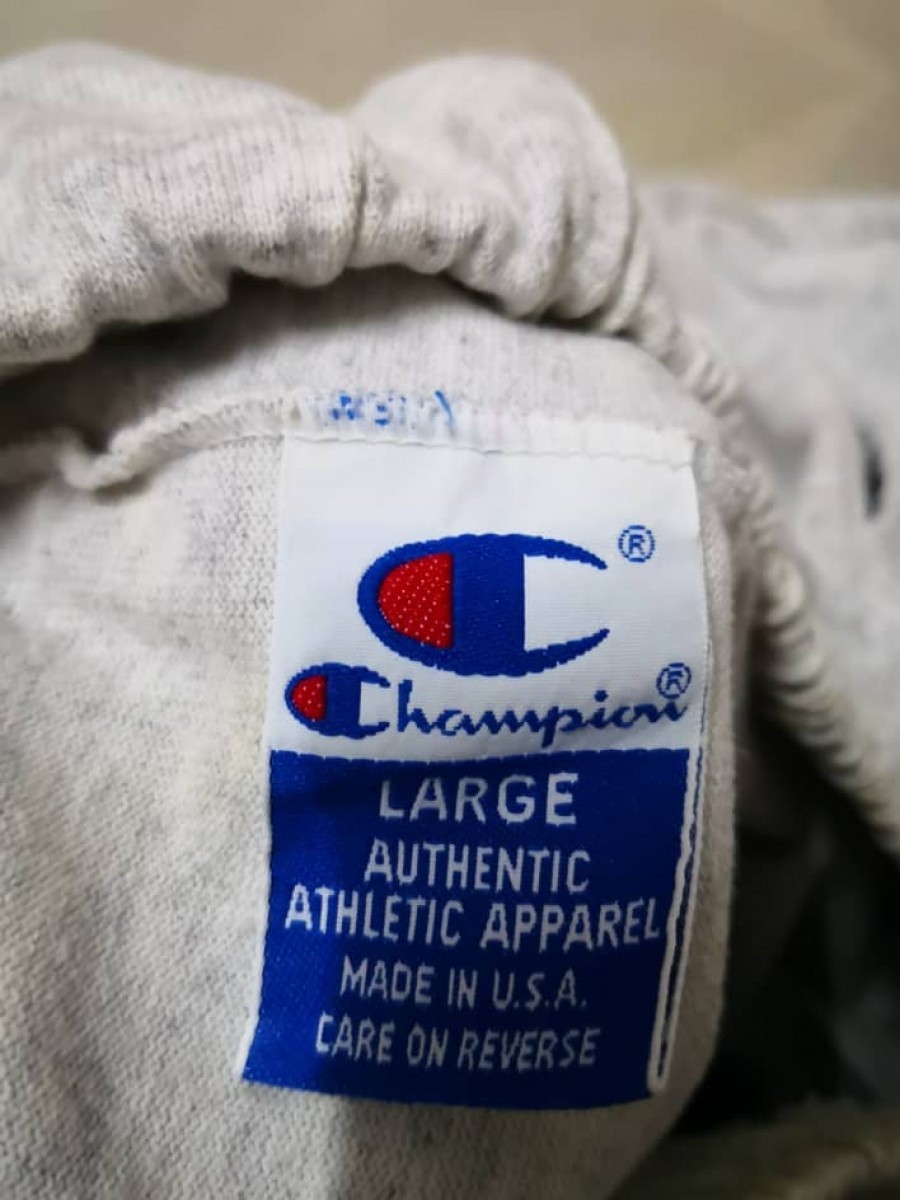 ®
Champion®
LARGE
AUTHENTIC
ATHLETIC APPAREL
MADE IN U.S.A.
CARE ON REVERSE